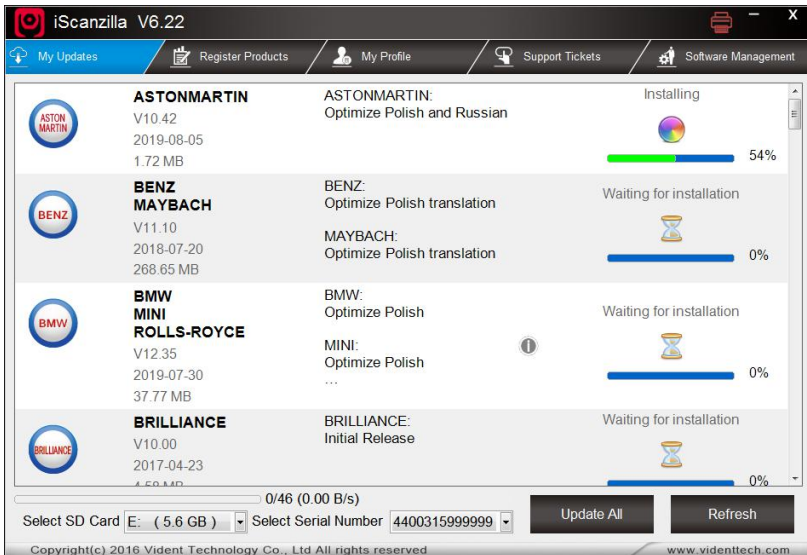 iScanzilla V6.22
X
My Updates Register Products My Profile Support Tickets Software Management
ASTON
MARTIN
ASTONMARTIN
V10.42
2019-08-05
1.72 MB
ASTONMARTIN:
Optimize Polish and Russian
Installing
54%
BENZ
BENZ
MAYBACH
V11.10
2018-07-20
268.65 MB
BENZ:
Optimize Polish translation
MAYBACH:
Optimize Polish translation
Waiting for installation
0%
BMW
BMW
MINI
ROLLS-ROYCE
V12.35
2019-07-30
37.77 MB
BMW:
Optimize Polish
MINI:
Optimize Polish
...
Waiting for installation
0%
BRILLIANCE
BRILLIANCE
V10.00
2017-04-23
4.58 MB
BRILLIANCE:
Initial Release
Waiting for installation
0%
0/46 (0.00 B/s)
Select SD Card E: ( 5.6 GB ) Select Serial Number 4400315999999
Update All
Refresh
Copyright(c) 2016 Vident Technology Co., Ltd All rights reserved
www.videnttech.com